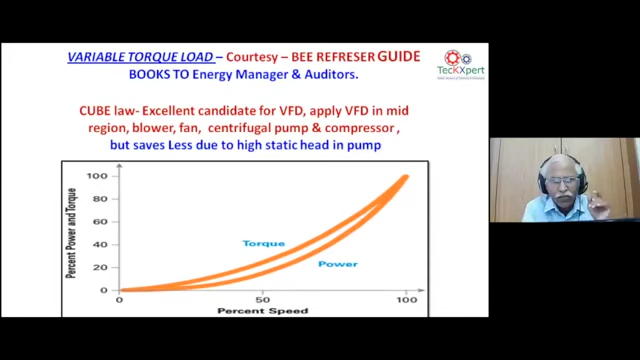 VARIABLE TORQUE LOAD – Courtesy – BEE REFRESER GUIDE
BOOKS TO Energy Manager & Auditors.
TecKXpert
CUBE law- Excellent candidate for VFD, apply VFD in mid
region, blower, fan, centrifugal pump & compressor ,
but saves Less due to high static head in pump
Percent Power and Torque
100
80
60
40
20
0
Torque
Power
0
50
100
Percent Speed